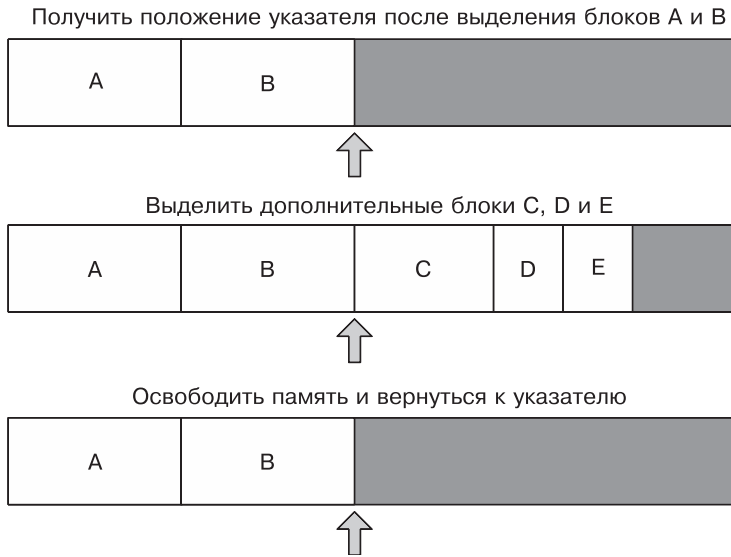 Получить положение указателя после выделения блоков A и B
A B
Выделить дополнительные блоки C, D и E
A B C D E
Освободить память и вернуться к указателю
A B